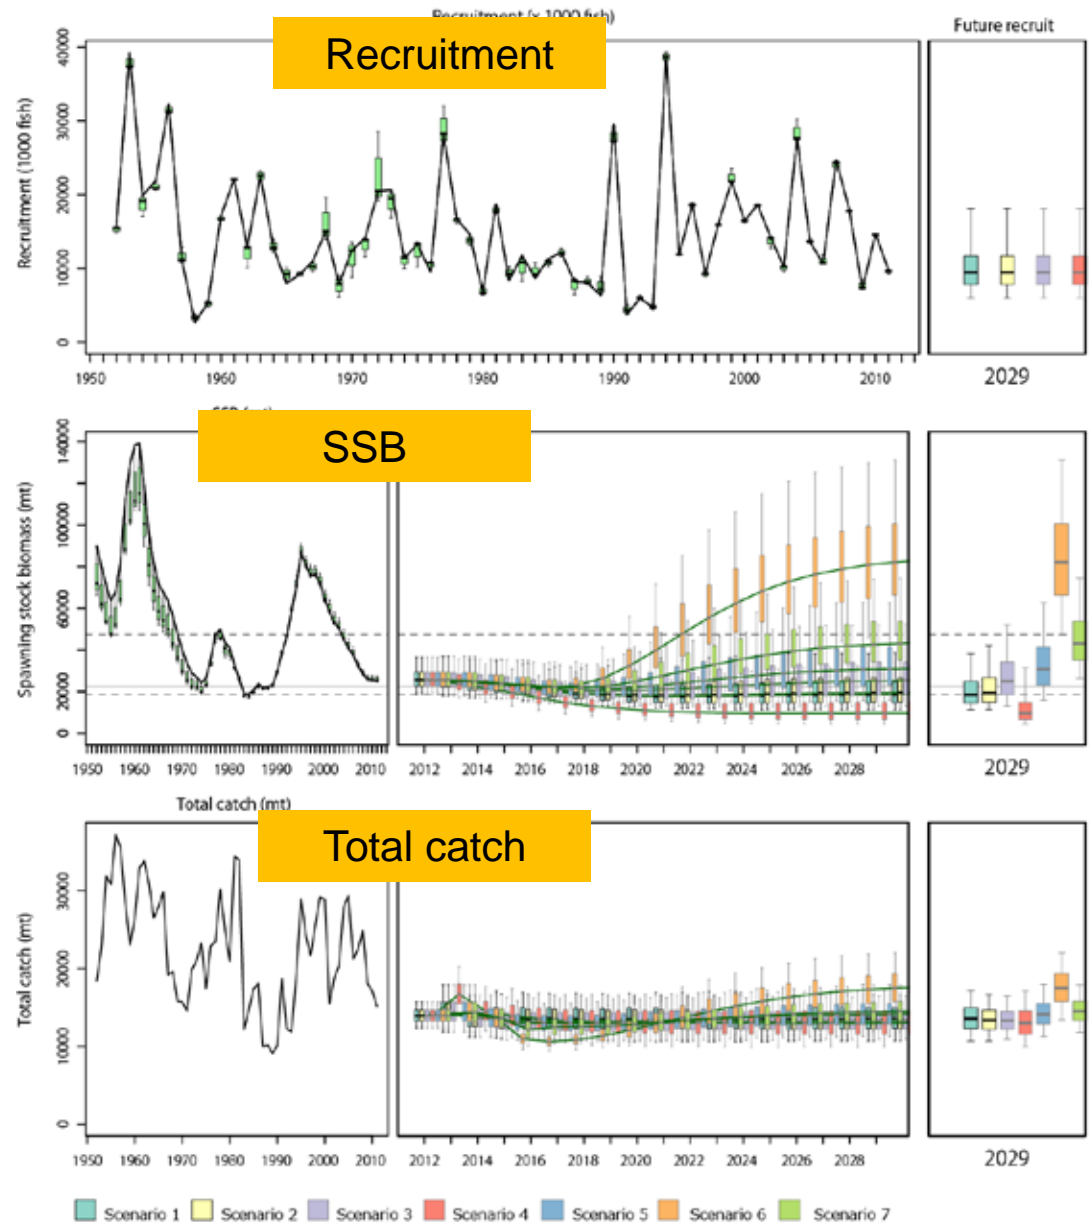 Recruitment (x 1000 fish)
Recruitment
Future recruit
Recruitment (1000 fish)
40000
30000
20000
10000
0
1950 1960 1970 1980 1990 2000 2010
2029
SSB
Spawning stock biomass (mt)
140000
100000
60000
20000
0
1950 1960 1970 1980 1990 2000 2010
2012 2014 2016 2018 2020 2022 2024 2026 2028
2029
Total catch (mt)
Total catch
Total catch (mt)
30000
20000
10000
0
1950 1960 1970 1980 1990 2000 2010
2012 2014 2016 2018 2020 2022 2024 2026 2028
2029
Scenario 1 Scenario 2 Scenario 3 Scenario 4 Scenario 5 Scenario 6 Scenario 7